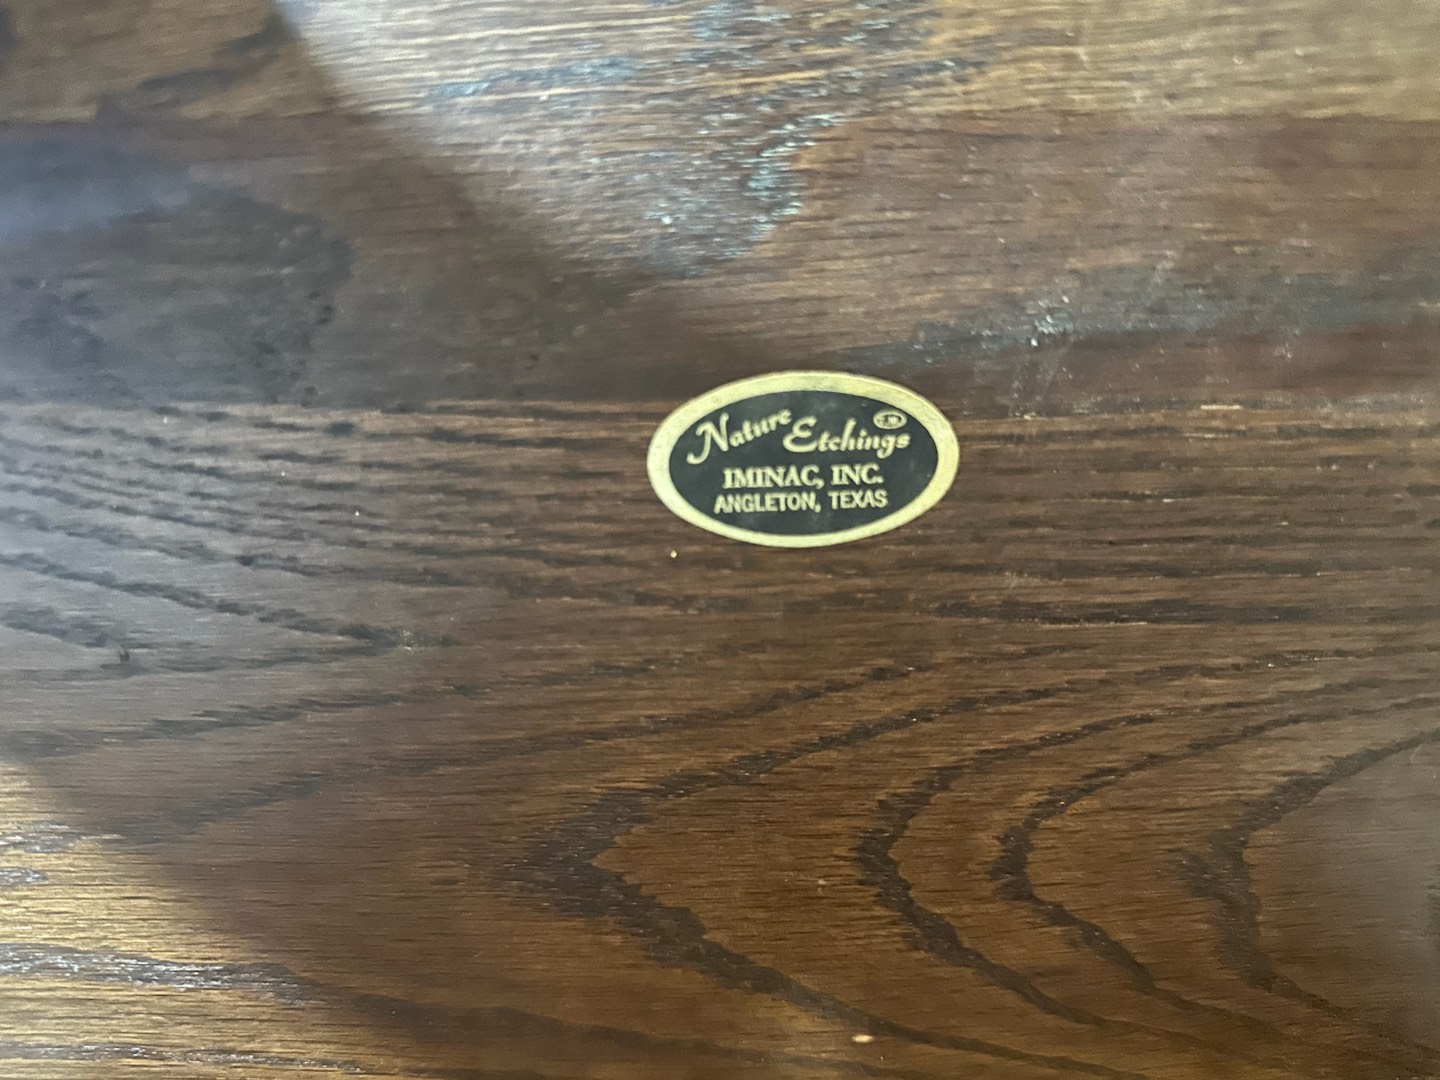 Nature Etchings
IMINAC, INC.
ANGLETON, TEXAS